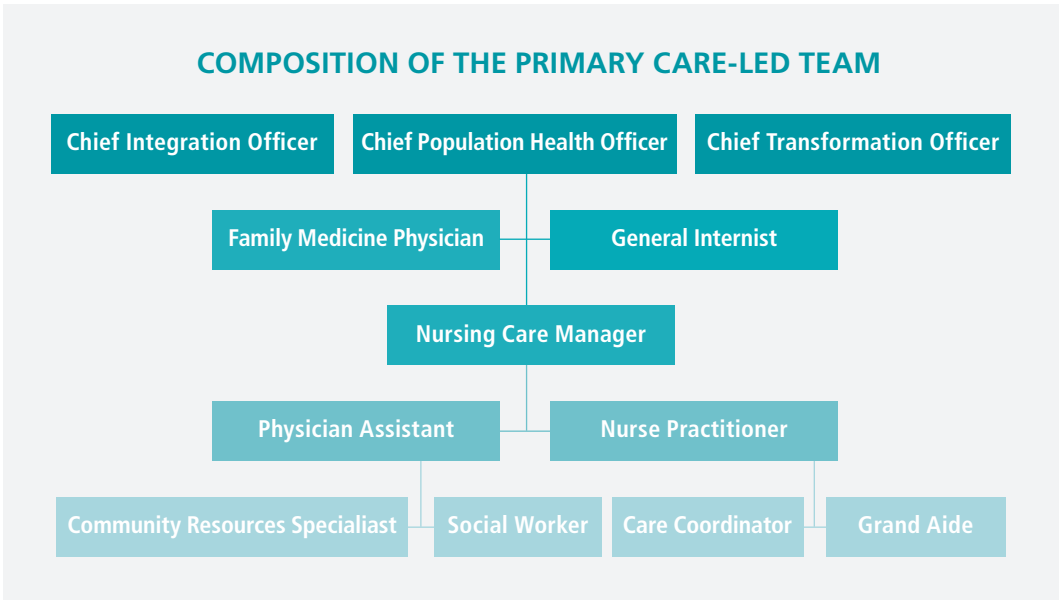 COMPOSITION OF THE PRIMARY CARE-LED TEAM
Chief Integration Officer
Chief Population Health Officer
Chief Transformation Officer
Family Medicine Physician
General Internist
Nursing Care Manager
Physician Assistant
Nurse Practitioner
Community Resources Specialiast
Social Worker
Care Coordinator
Grand Aide